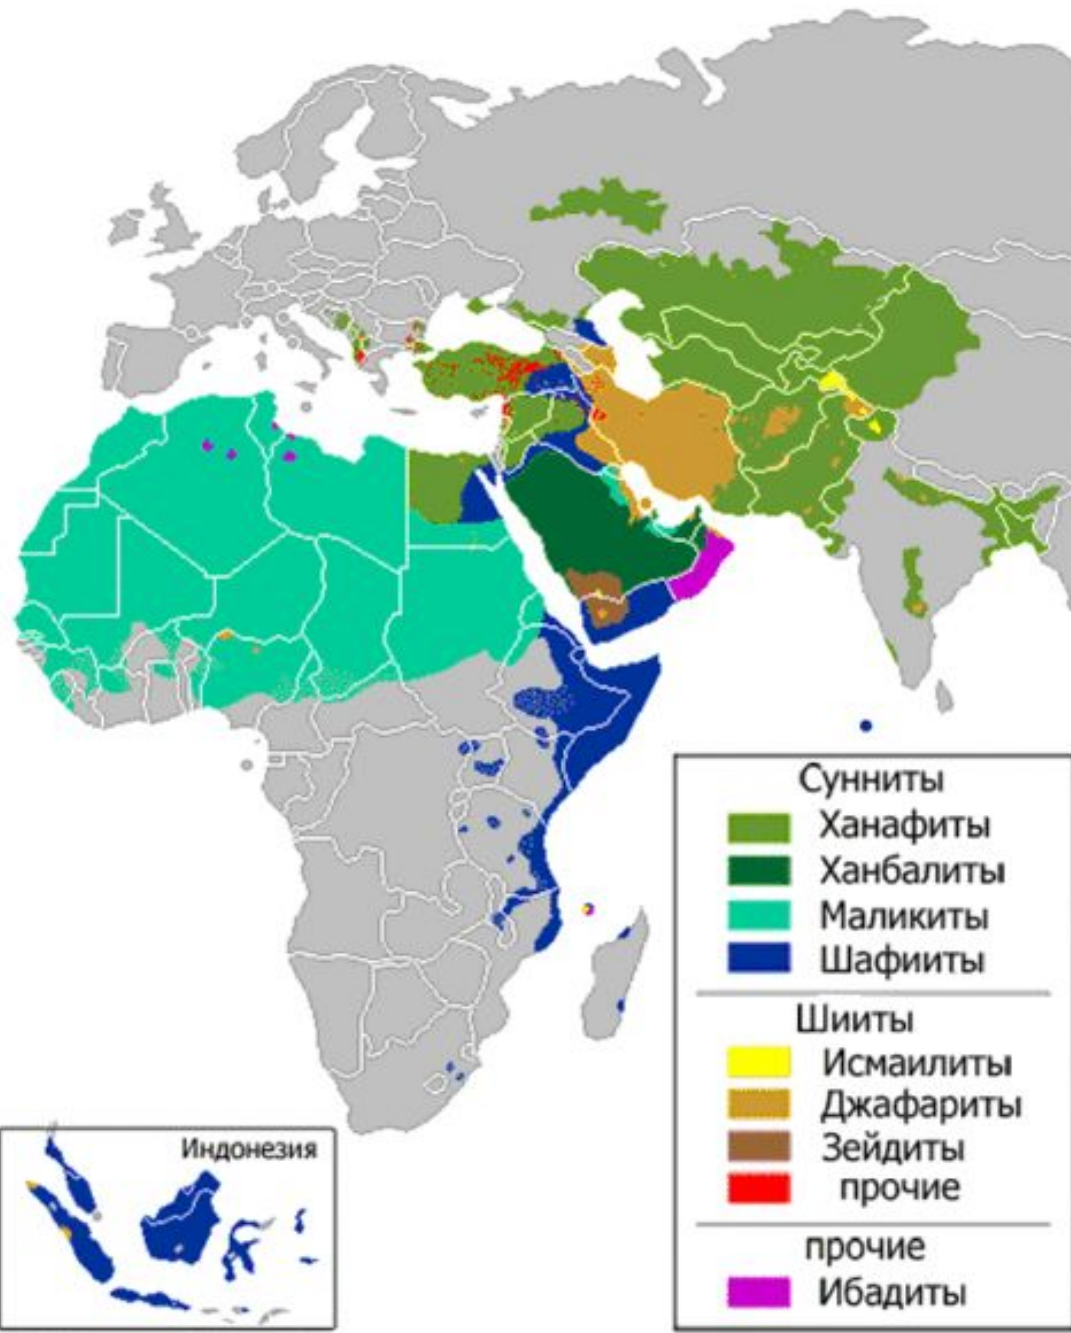 Сунниты
Ханафиты
Ханбалиты
Маликиты
Шафииты
Шииты
Исмаилиты
Джафариты
Зейдиты
прочие
прочие
Ибадиты
Индонезия